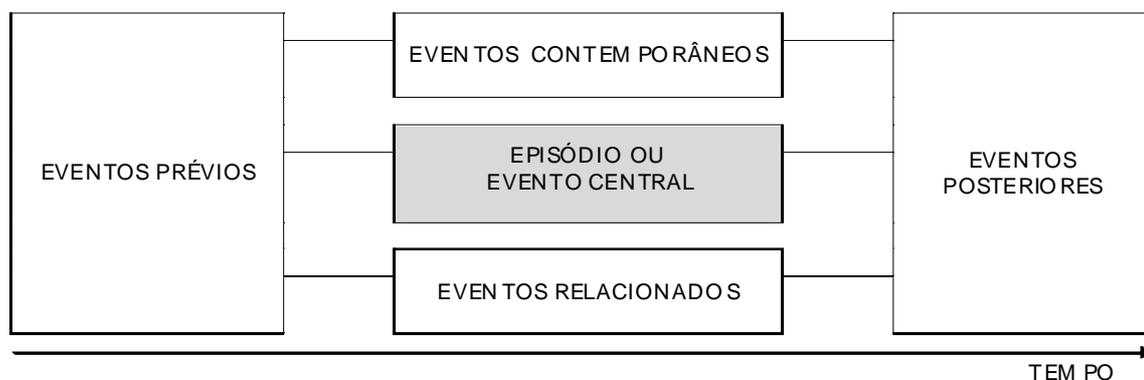 EVENTOS CONTEMPORÂNEOS
EVENTOS PRÉVIOS
EPISÓDIO OU
EVENTO CENTRAL
EVENTOS
POSTERIORES
EVENTOS RELACIONADOS
TEMPO